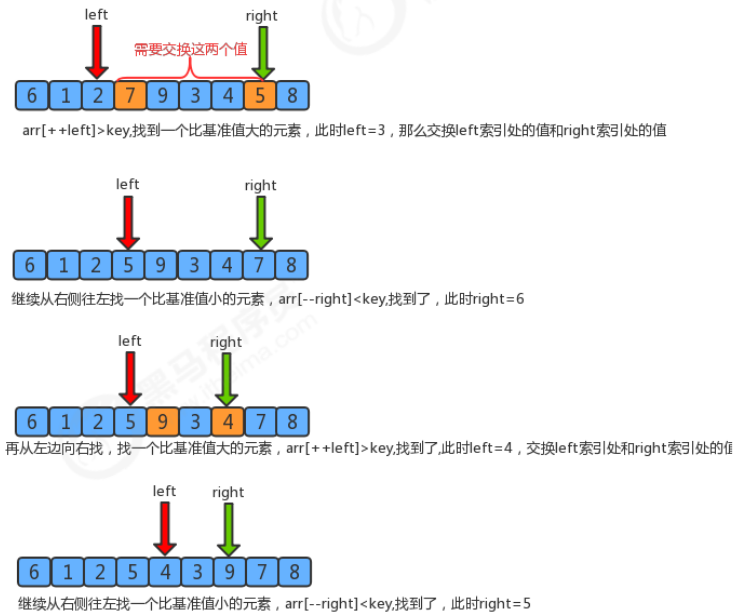 left right
需要交换这两个值
6 1 2 7 9 3 4 5 8
arr[++left]>key,找到一个比基准值大的元素，此时left=3，那么交换left索引处的值和right索引处的值
left right
6 1 2 5 9 3 4 7 8
继续从右侧往左找一个比基准值小的元素，arr[--right]<key,找到了，此时right=6
left right
6 1 2 5 9 3 4 7 8
再从左边向右找，找一个比基准值大的元素，arr[++left]>key,找到了,此时left=4，交换left索引处和right索引处的值
left right
6 1 2 5 4 3 9 7 8
继续从右侧往左找一个比基准值小的元素，arr[--right]<key,找到了，此时right=5